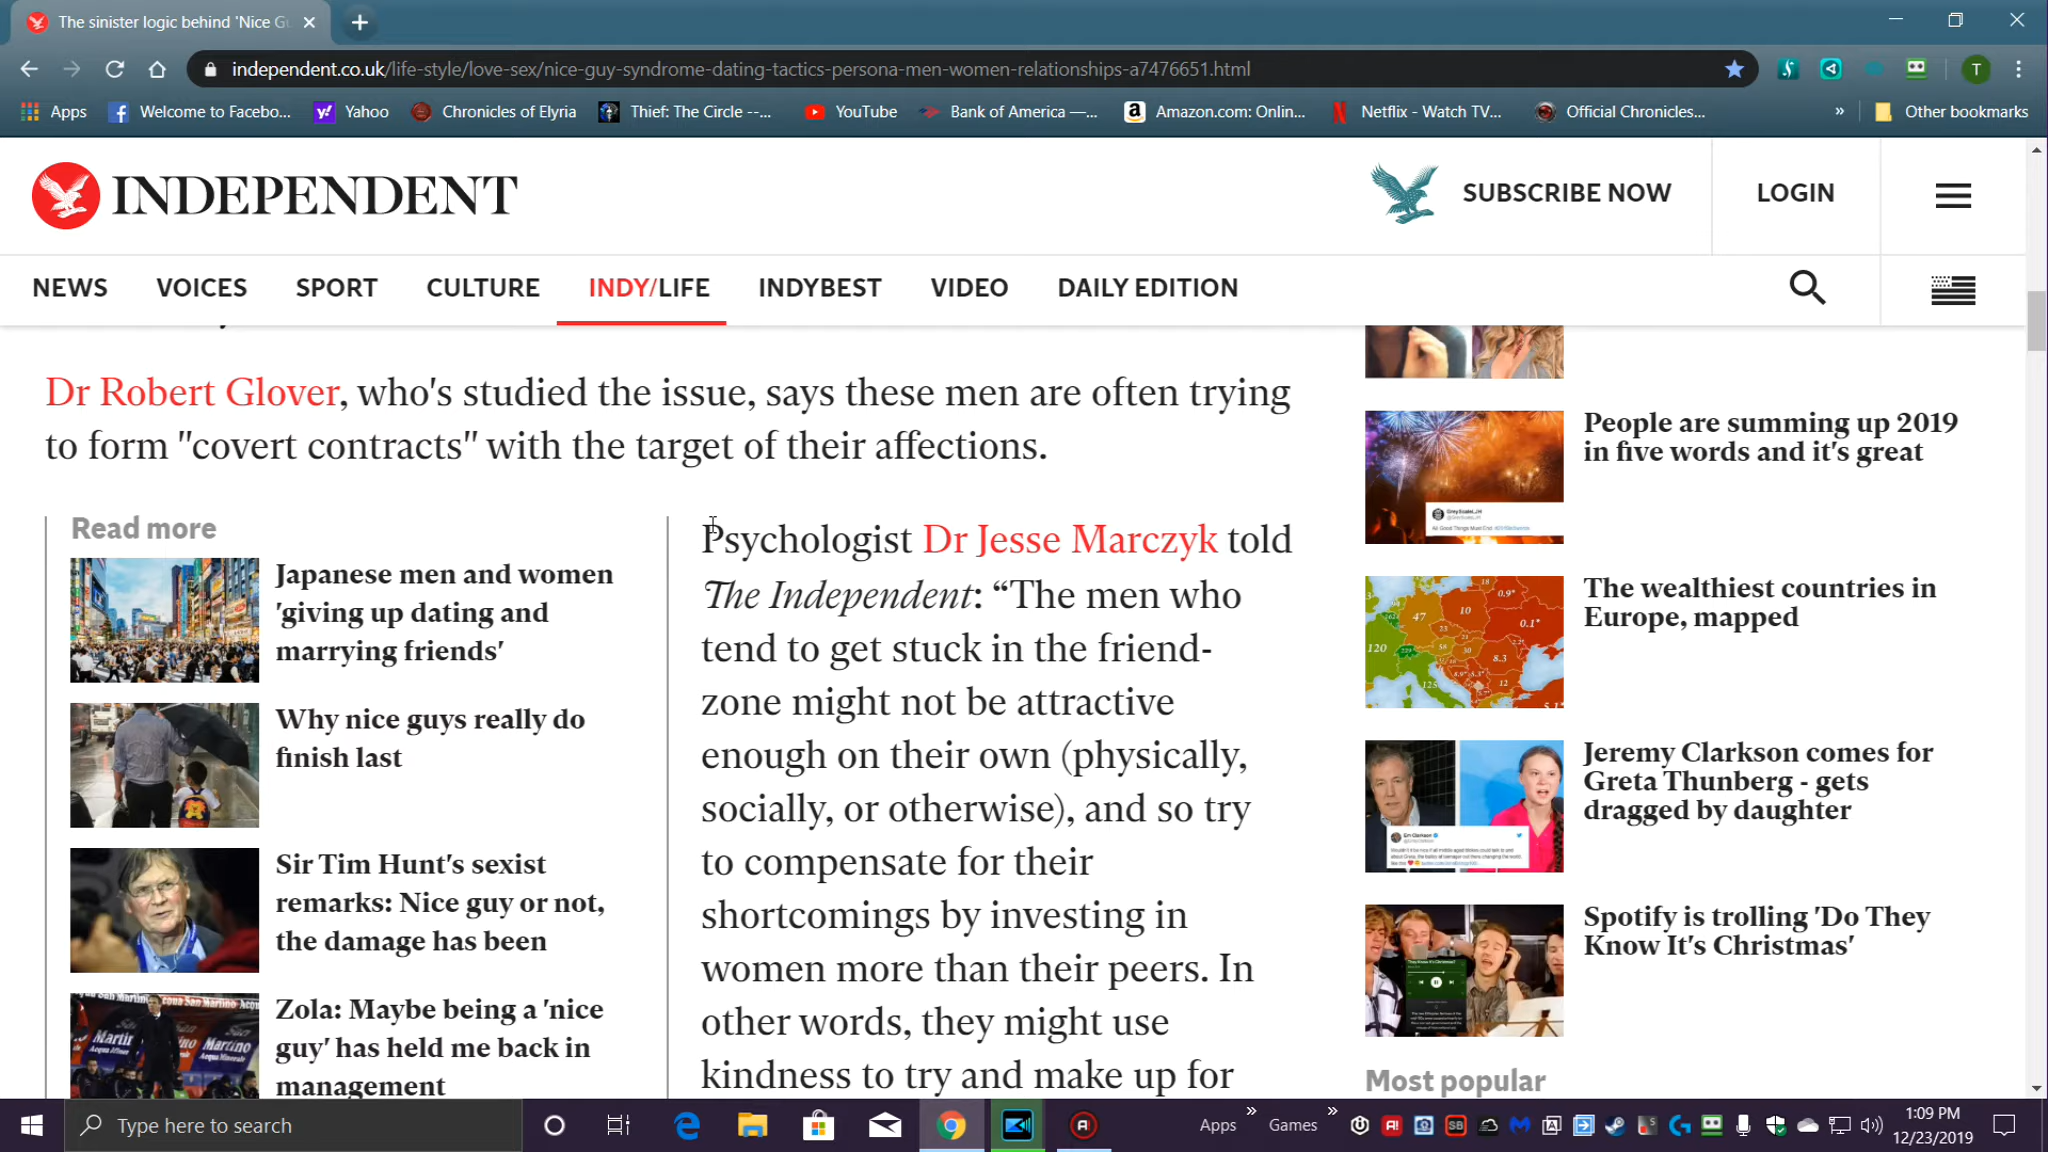 The sinister logic behind 'Nice Gu
independent.co.uk/life-style/love-sex/nice-guy-syndrome-dating-tactics-persona-men-women-relationships-a7476651.html
T
Apps Welcome to Facebo... Yahoo Chronicles of Elyria Thief: The Circle --... YouTube Bank of America —... Amazon.com: Onlin... Netflix - Watch TV... Official Chronicles... » Other bookmarks
INDEPENDENT
SUBSCRIBE NOW
LOGIN
NEWS VOICES SPORT CULTURE INDY/LIFE INDYBEST VIDEO DAILY EDITION
Dr Robert Glover, who's studied the issue, says these men are often trying
to form "covert contracts" with the target of their affections.
Read more
Japanese men and women
'giving up dating and
marrying friends'
Why nice guys really do
finish last
Sir Tim Hunt's sexist
remarks: Nice guy or not,
the damage has been
Zola: Maybe being a 'nice
guy' has held me back in
management
Psychologist Dr Jesse Marczyk told
The Independent: “The men who
tend to get stuck in the friend-
zone might not be attractive
enough on their own (physically,
socially, or otherwise), and so try
to compensate for their
shortcomings by investing in
women more than their peers. In
other words, they might use
kindness to try and make up for
People are summing up 2019
in five words and it's great
The wealthiest countries in
Europe, mapped
Jeremy Clarkson comes for
Greta Thunberg - gets
dragged by daughter
Spotify is trolling 'Do They
Know It's Christmas'
Most popular
Type here to search
Apps » Games »
1:09 PM
12/23/2019